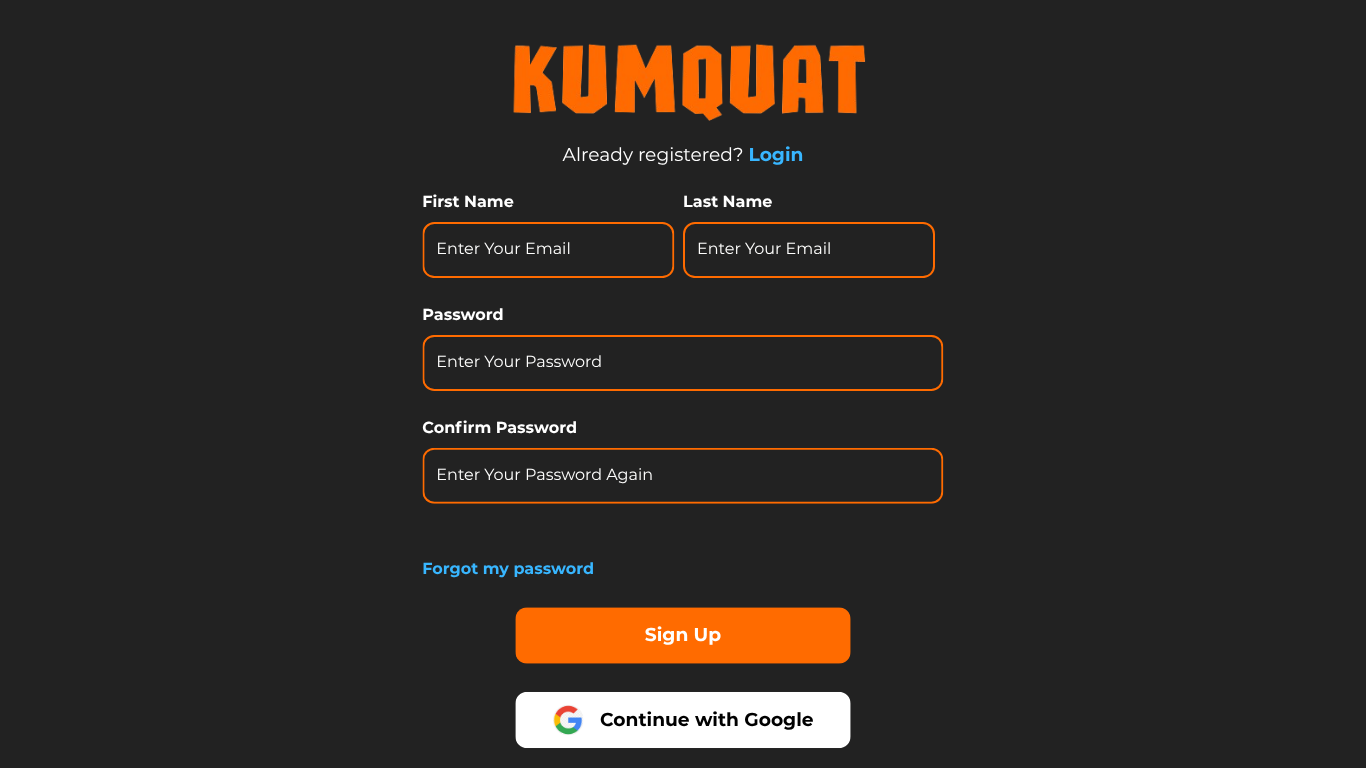 KUMQUAT
Already registered? Login
First Name Last Name
Enter Your Email Enter Your Email
Password
Enter Your Password
Confirm Password
Enter Your Password Again
Forgot my password
Sign Up
Continue with Google